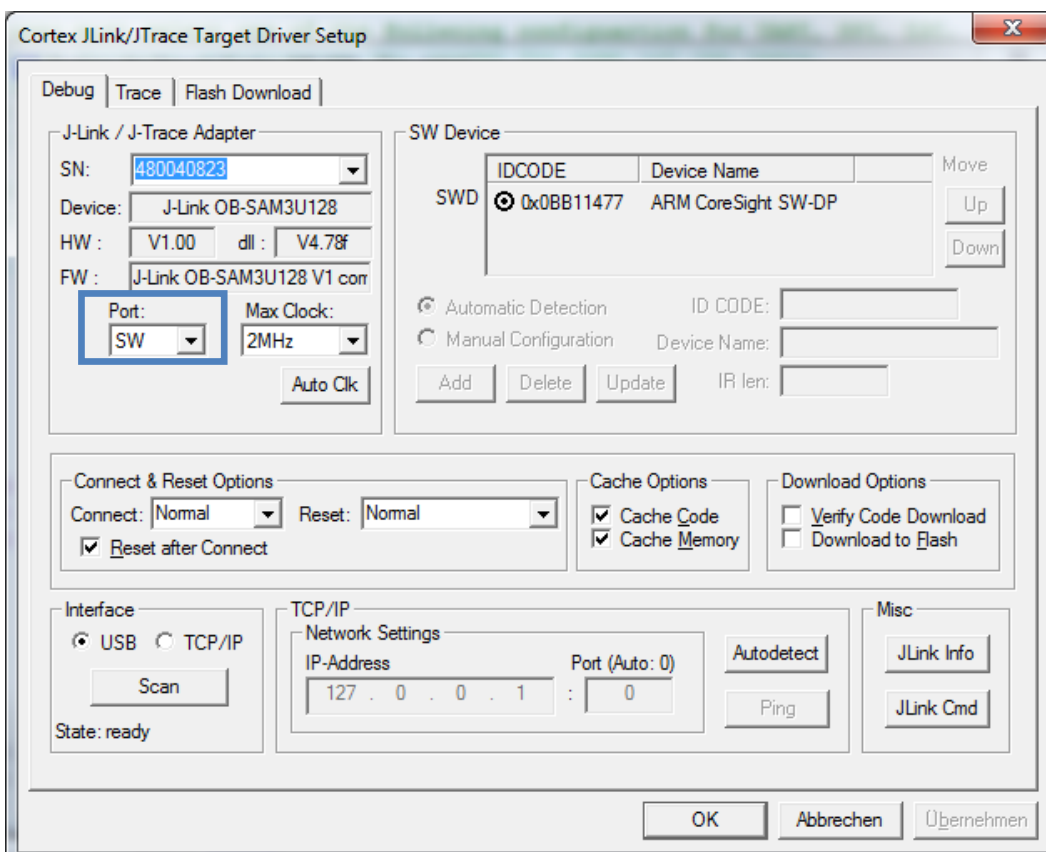 Cortex JLink/JTrace Target Driver Setup
Debug
Trace
Flash Download
J-Link / J-Trace Adapter
SN: 480040823
Device: J-Link OB-SAM3U128
HW : V1.00 dll : V4.78f
FW : J-Link OB-SAM3U128 V1 com
Port: Max Clock:
SW 2MHz
Auto Clk
SW Device
IDCODE Device Name
SWD 0x0BB11477 ARM CoreSight SW-DP
Move
Up
Down
Automatic Detection ID CODE:
Manual Configuration Device Name:
Add Delete Update IR len:
Connect & Reset Options
Connect: Normal Reset: Normal
Reset after Connect
Cache Options
Cache Code
Cache Memory
Download Options
Verify Code Download
Download to Flash
Interface
USB TCP/IP
Scan
State: ready
TCP/IP
Network Settings
IP-Address Port (Auto: 0)
127 . 0 . 0 . 1 : 0
Autodetect
Ping
Misc
JLink Info
JLink Cmd
OK Abbrechen Übernehmen